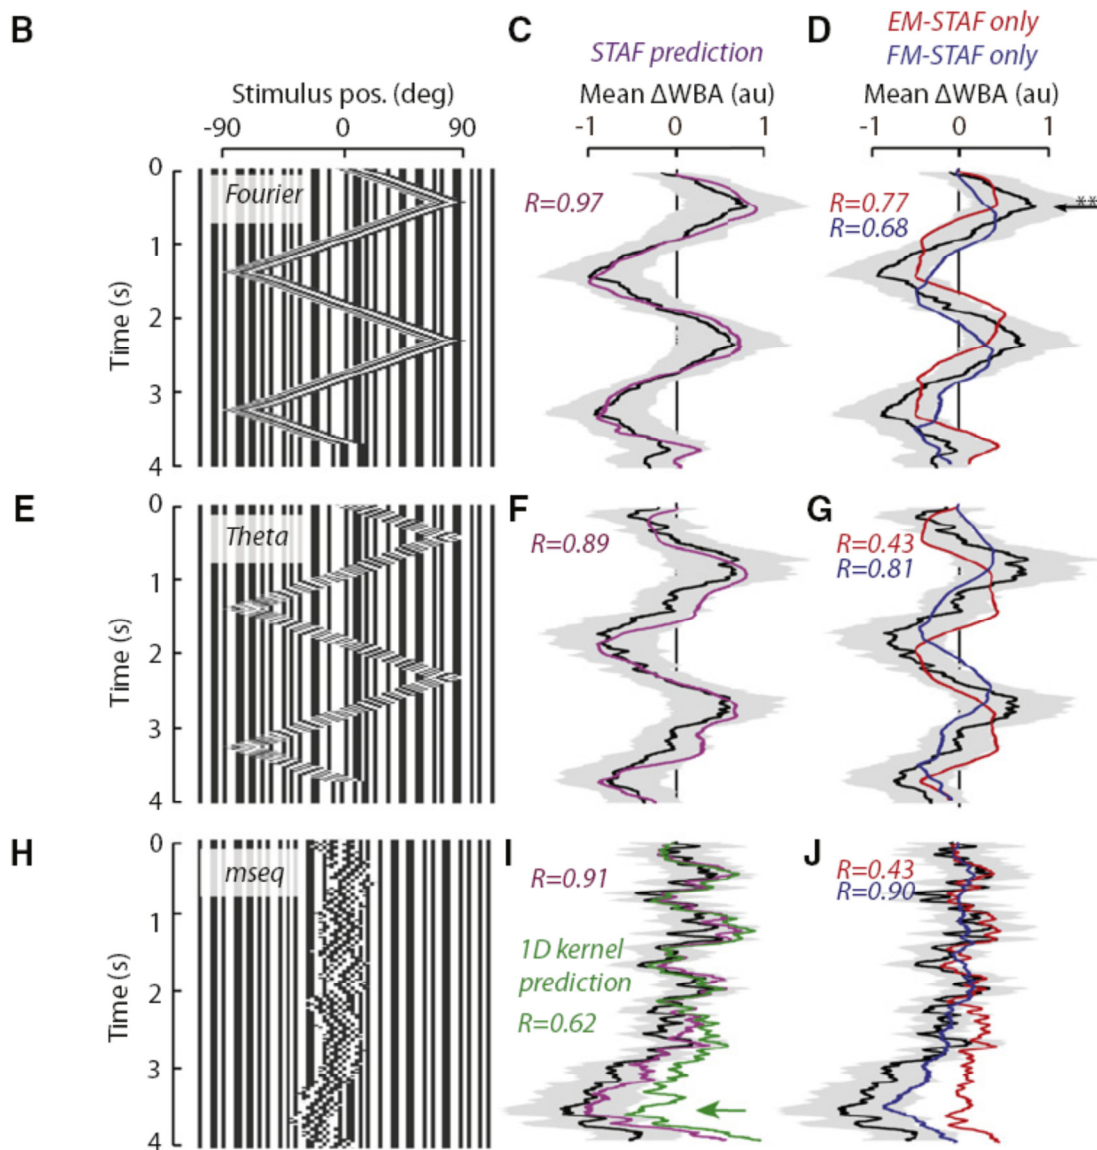 B
C
D
EM-STAF only
STAF prediction
FM-STAF only
Stimulus pos. (deg)
Mean ΔWBA (au)
Mean ΔWBA (au)
-90 0 90
-1 0 1
-1 0 1
Time (s)
0
1
2
3
4
Fourier
R=0.97
R=0.77
R=0.68
**
E
F
G
Time (s)
0
1
2
3
4
Theta
R=0.89
R=0.43
R=0.81
H
I
J
Time (s)
0
1
2
3
4
mseq
R=0.91
1D kernel
prediction
R=0.62
R=0.43
R=0.90